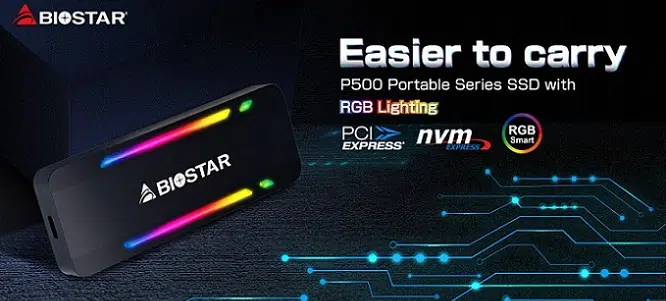 BIOSTAR®
Easier to carry
P500 Portable Series SSD with
RGB Lighting
PCI
EXPRESS®
nvm
EXPRESS
RGB
Smart
BIOSTAR